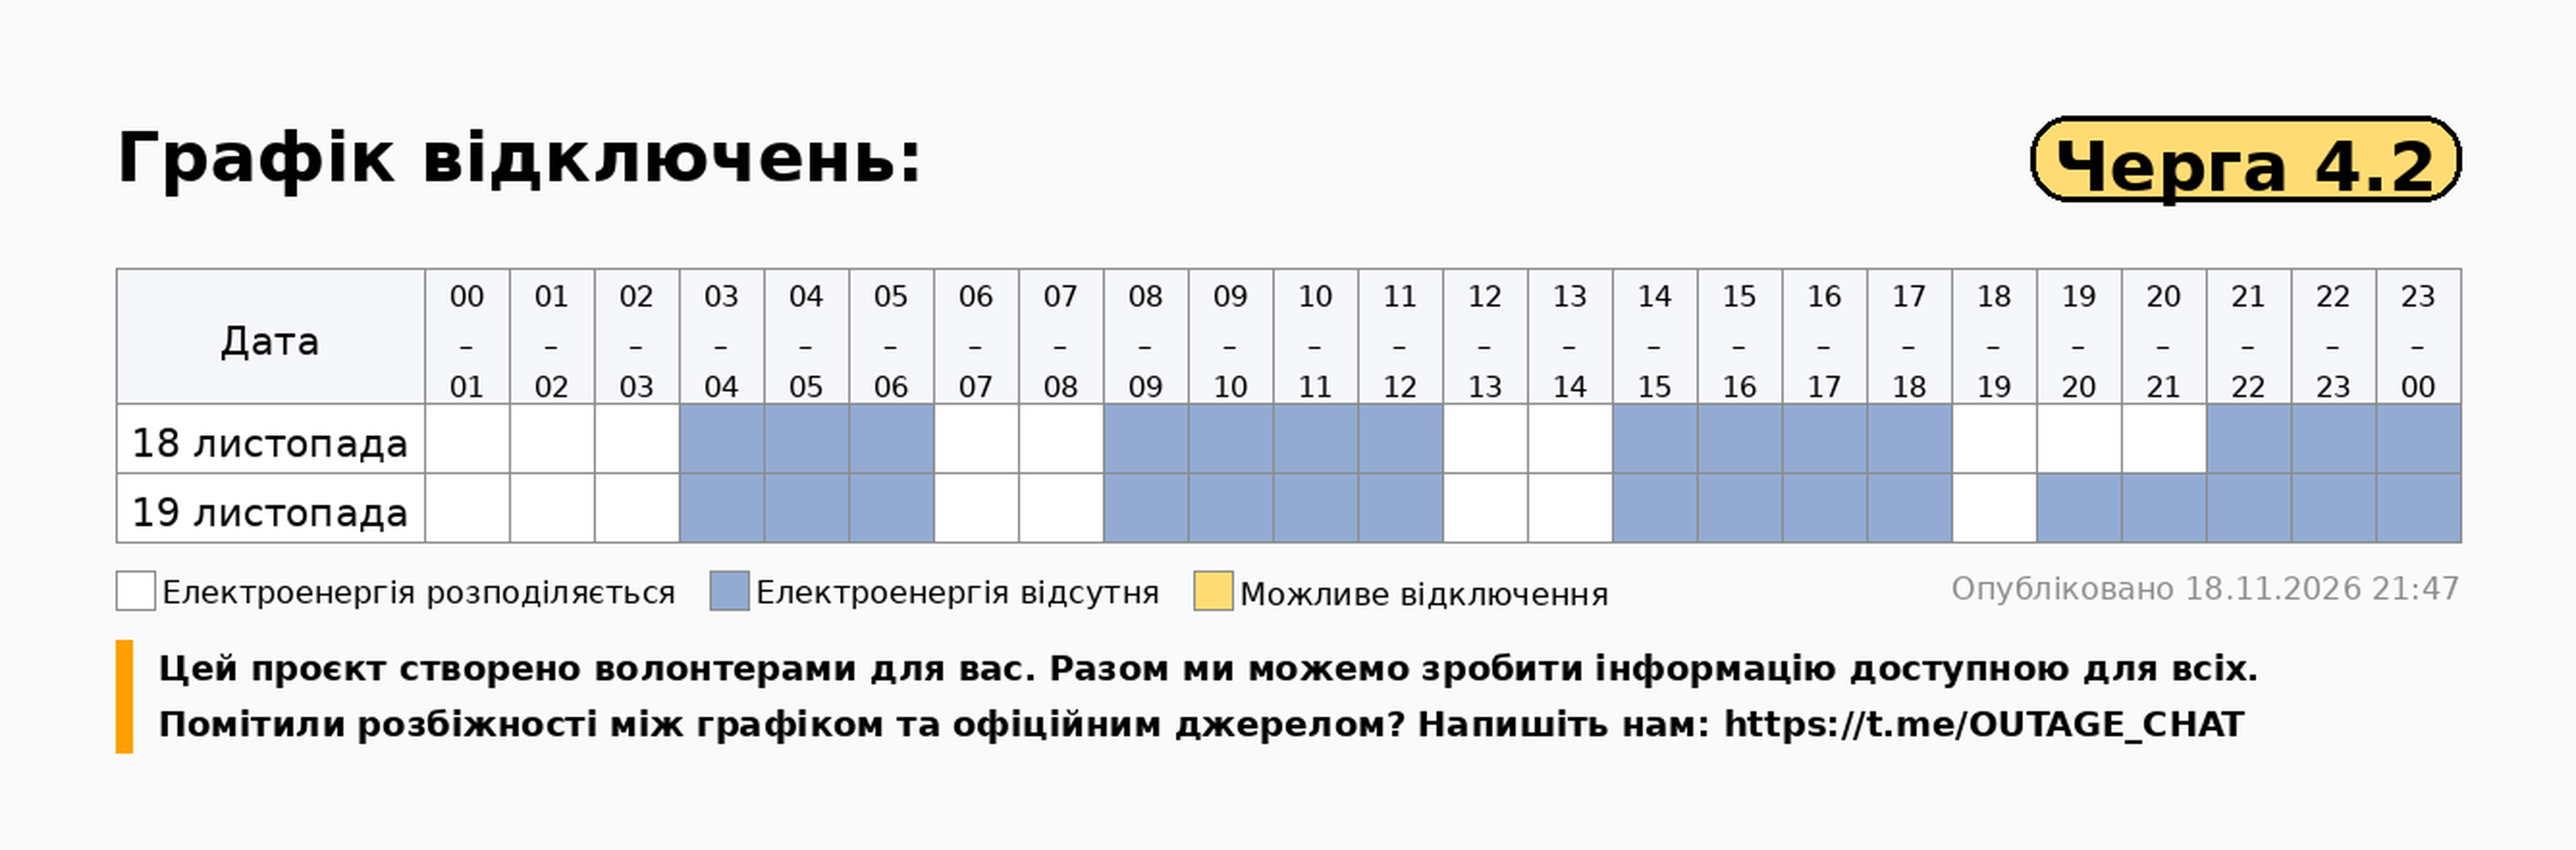 Графік відключень:
Черга 4.2
Дата
00 – 01
01 – 02
02 – 03
03 – 04
04 – 05
05 – 06
06 – 07
07 – 08
08 – 09
09 – 10
10 – 11
11 – 12
12 – 13
13 – 14
14 – 15
15 – 16
16 – 17
17 – 18
18 – 19
19 – 20
20 – 21
21 – 22
22 – 23
23 – 00
18 листопада
19 листопада
Електроенергія розподіляється
Електроенергія відсутня
Можливе відключення
Опубліковано 18.11.2026 21:47
Цей проєкт створено волонтерами для вас. Разом ми можемо зробити інформацію доступною для всіх.
Помітили розбіжності між графіком та офіційним джерелом? Напишіть нам: https://t.me/OUTAGE_CHAT